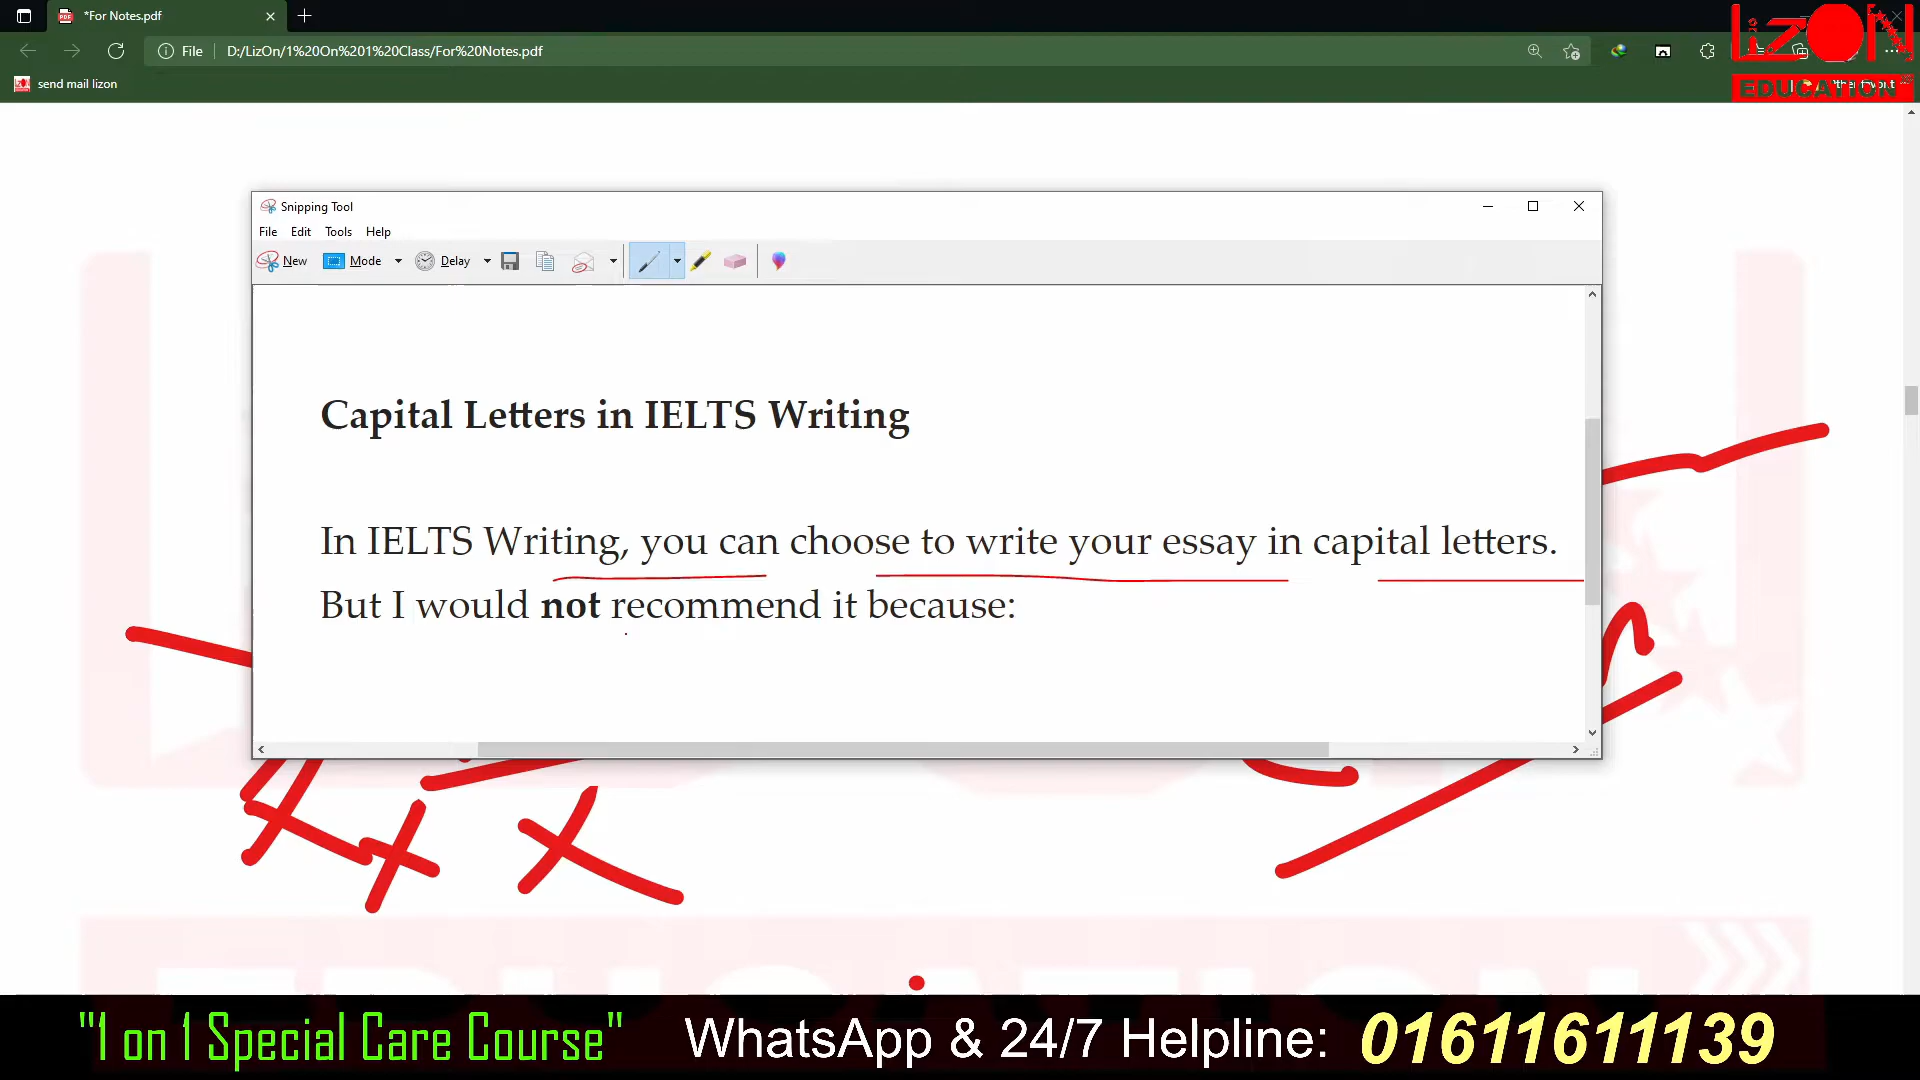 *For Notes.pdf
File D:/LizOn/1%20On%201%20Class/For%20Notes.pdf
send mail lizon
LizON
EDUCATION
Snipping Tool
File Edit Tools Help
New Mode Delay
Capital Letters in IELTS Writing
In IELTS Writing, you can choose to write your essay in capital letters.
But I would not recommend it because:
EDUCATION
"1 on 1 Special Care Course" WhatsApp & 24/7 Helpline: 01611611139